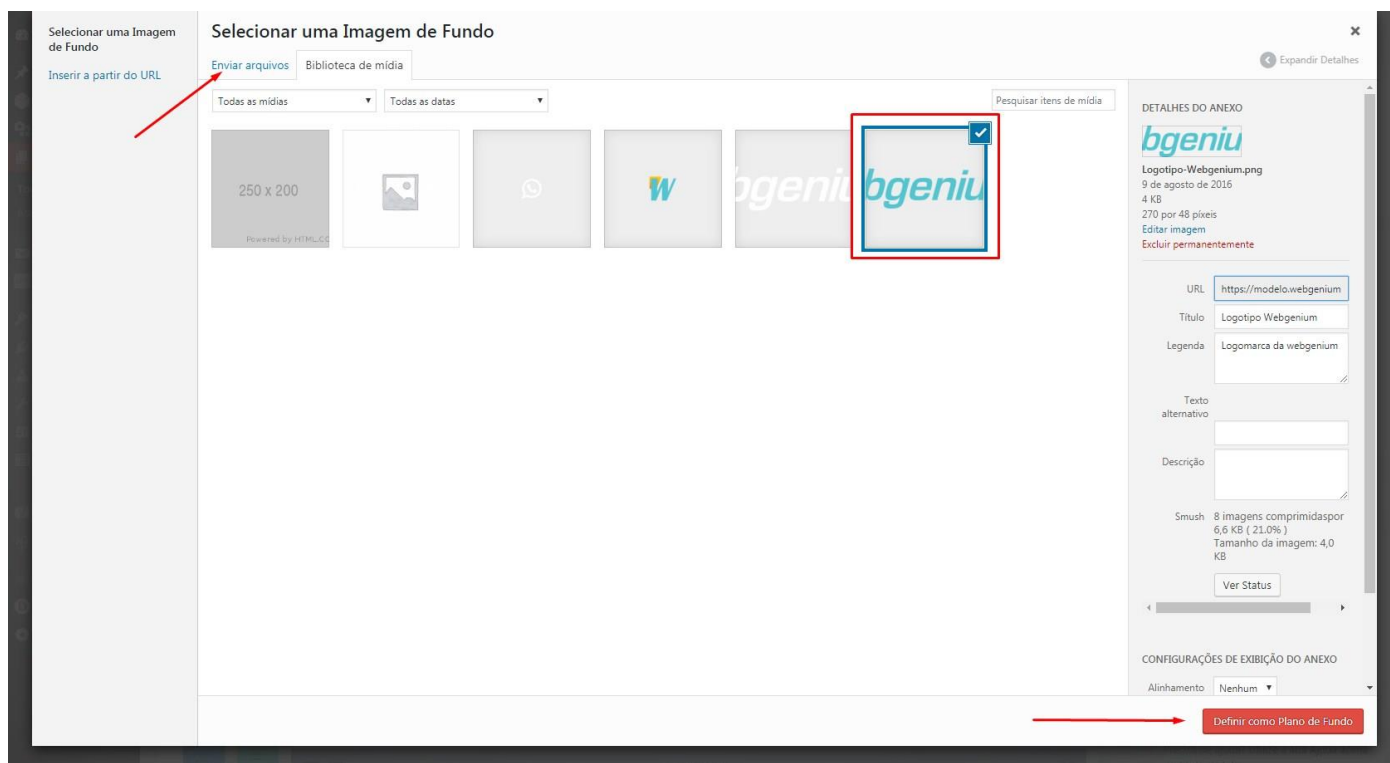 Selecionar uma Imagem
de Fundo
Inserir a partir do URL
Selecionar uma Imagem de Fundo
Enviar arquivos
Biblioteca de mídia
Expandir Detalhes
Todas as mídias
Todas as datas
Pesquisar itens de mídia
250 x 200
Powered by HTML.CO
W
ogeni
bgeniu
DETALHES DO ANEXO
bgeniu
Logotipo-Webgenium.png
9 de agosto de 2016
4 KB
270 por 48 píxeis
Editar imagem
Excluir permanentemente
URL https://modelo.webgenium
Título Logotipo Webgenium
Legenda Logomarca da webgenium
Texto
alternativo
Descrição
Smush 8 imagens comprimidaspor
6,6 KB ( 21.0% )
Tamanho da imagem: 4,0
KB
Ver Status
CONFIGURAÇÕES DE EXIBIÇÃO DO ANEXO
Alinhamento Nenhum
Definir como Plano de Fundo